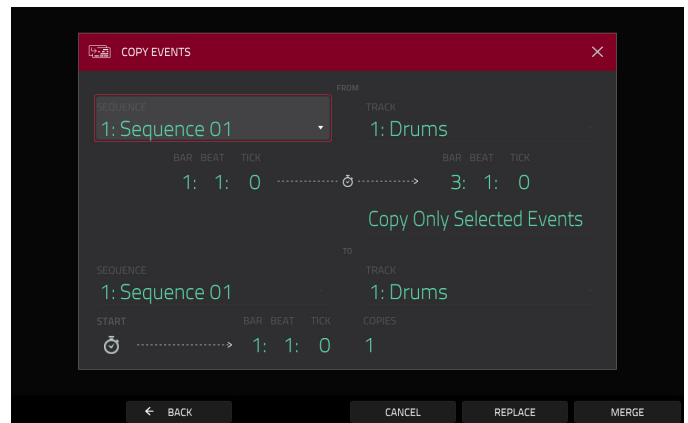 COPY EVENTS
FROM
SEQUENCE TRACK
1: Sequence 01 1: Drums
BAR BEAT TICK BAR BEAT TICK
1: 1: 0 3: 1: 0
Copy Only Selected Events
TO
SEQUENCE TRACK
1: Sequence 01 1: Drums
START BAR BEAT TICK COPIES
1: 1: 0 1
BACK CANCEL REPLACE MERGE